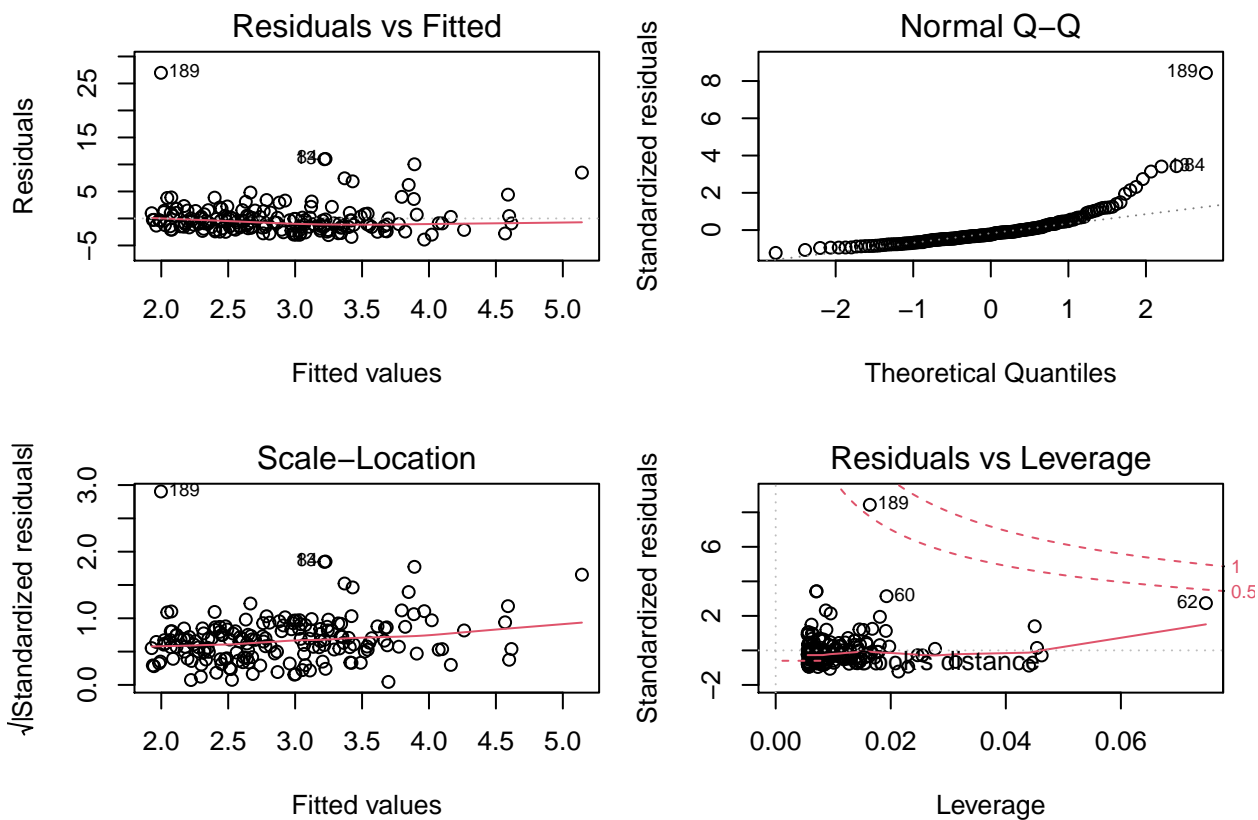 Residuals vs Fitted
Residuals
−5
5
15
25
189
2.0 2.5 3.0 3.5 4.0 4.5 5.0
Fitted values
Normal Q−Q
Standardized residuals
0
2
4
6
8
189
84
−2 −1 0 1 2
Theoretical Quantiles
Scale−Location
√|Standardized residuals|
0.0
1.0
2.0
3.0
189
2.0 2.5 3.0 3.5 4.0 4.5 5.0
Fitted values
Residuals vs Leverage
Standardized residuals
−2
2
6
189
60
62
1
0.5
distance
0.00 0.02 0.04 0.06
Leverage